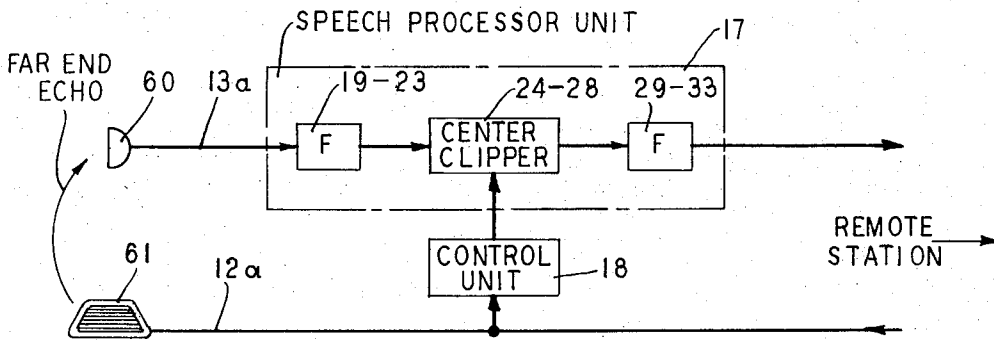 SPEECH PROCESSOR UNIT
17
FAR END
ECHO
60
13a
19-23
24-28
29-33
F
CENTER
CLIPPER
F
REMOTE
STATION
61
12a
CONTROL
UNIT
18